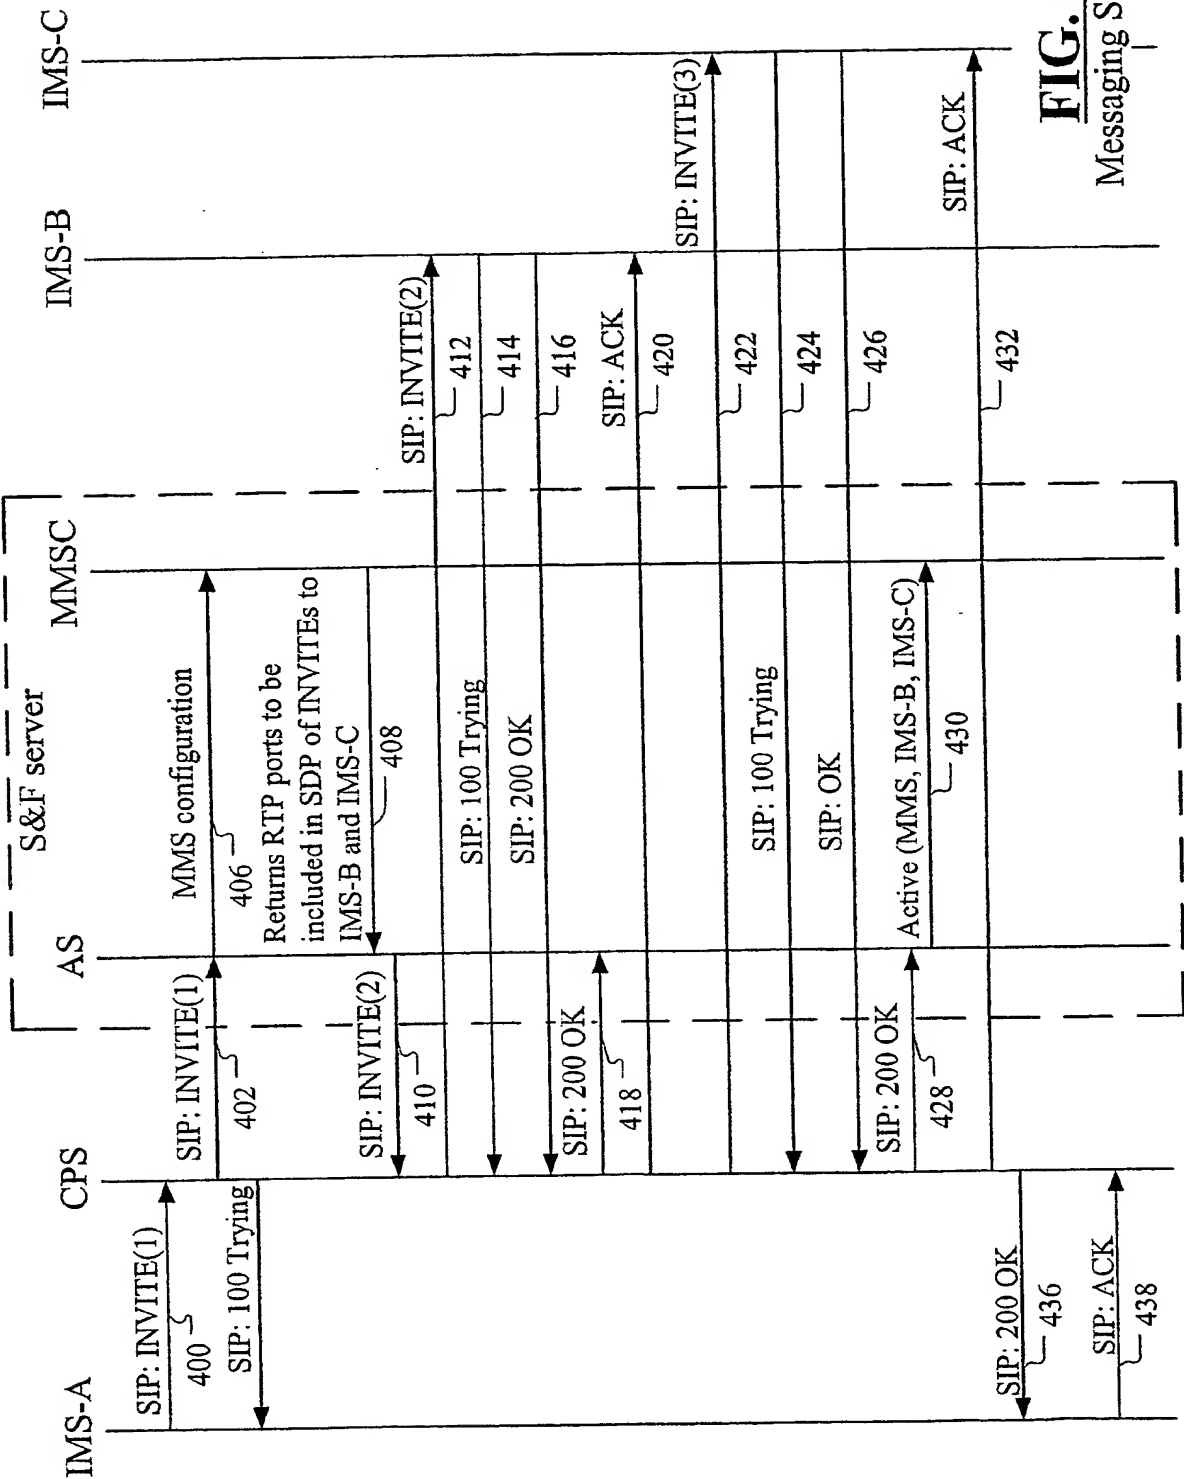 S&F server
IMS-A
CPS
AS
MMSC
IMS-B
IMS-C
SIP: INVITE(1)
400
SIP: INVITE(1)
402
MMS configuration
406
SIP: 100 Trying
Returns RTP ports to be
included in SDP of INVITEs to
IMS-B and IMS-C
408
SIP: INVITE(2)
410
SIP: INVITE(2)
412
SIP: 100 Trying
414
SIP: 200 OK
416
SIP: 200 OK
418
SIP: ACK
420
SIP: INVITE(3)
422
SIP: 100 Trying
424
SIP: OK
426
SIP: 200 OK
428
Active (MMS, IMS-B, IMS-C)
430
SIP: ACK
432
SIP: 200 OK
436
SIP: ACK
438
FIG.
Messaging S